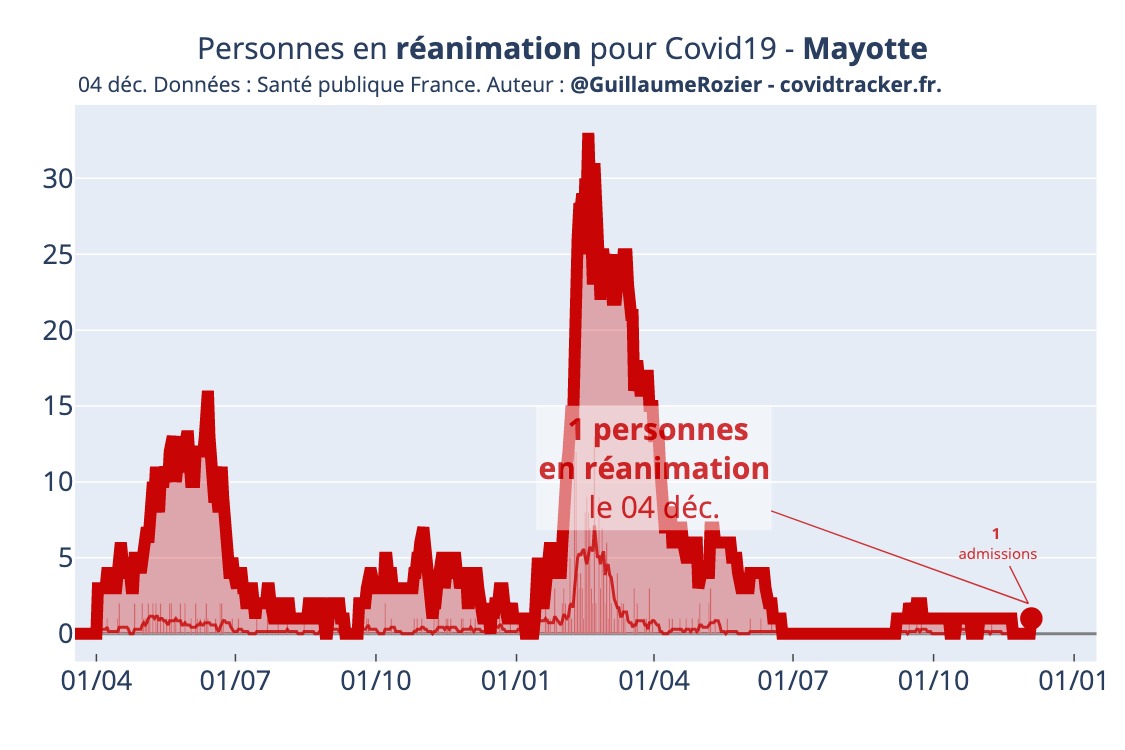 Personnes en réanimation pour Covid19 - Mayotte
04 déc. Données : Santé publique France. Auteur : @GuillaumeRozier - covidtracker.fr.
30
25
20
15
10
5
0
1 personnes
en réanimation
le 04 déc.
1
admissions
01/04 01/07 01/10 01/01 01/04 01/07 01/10 01/01